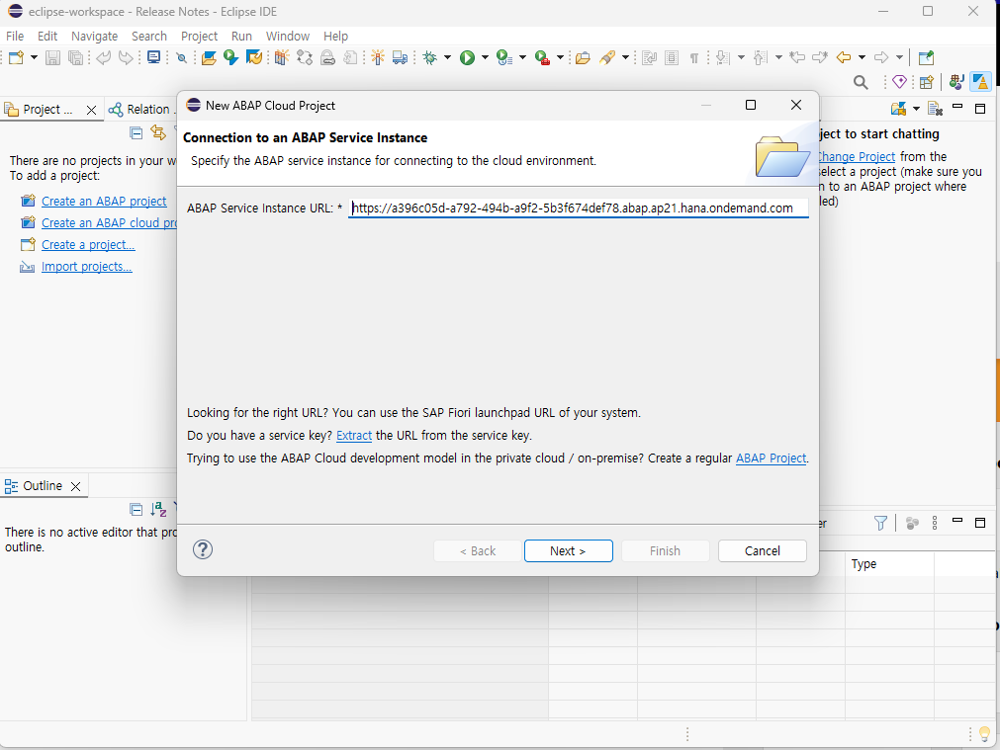 eclipse-workspace - Release Notes - Eclipse IDE
File Edit Navigate Search Project Run Window Help
Project ...
Relation
There are no projects in your w
To add a project:
Create an ABAP project
Create an ABAP cloud pro
Create a project...
Import projects...
New ABAP Cloud Project
Connection to an ABAP Service Instance
Specify the ABAP service instance for connecting to the cloud environment.
ABAP Service Instance URL: * https://a396c05d-a792-494b-a9f2-5b3f674def78.abap.ap21.hana.ondemand.com
Looking for the right URL? You can use the SAP Fiori launchpad URL of your system.
Do you have a service key? Extract the URL from the service key.
Trying to use the ABAP Cloud development model in the private cloud / on-premise? Create a regular ABAP Project.
? < Back Next > Finish Cancel
ject to start chatting
Change Project from the
elect a project (make sure you
n to an ABAP project where
led)
Outline
There is no active editor that pro
outline.
er
Type